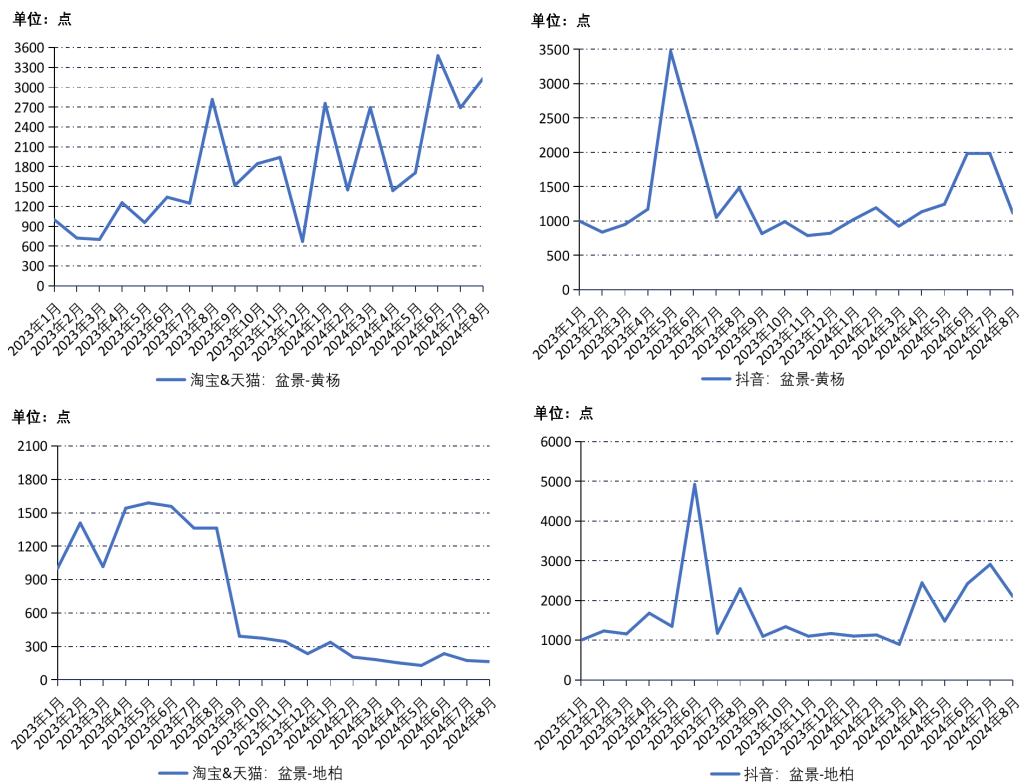 单位：点
3600
3300
3000
2700
2400
2100
1800
1500
1200
900
600
300
0
2023年1月
2023年2月
2023年3月
2023年4月
2023年5月
2023年6月
2023年7月
2023年8月
2023年9月
2023年10月
2023年11月
2023年12月
2024年1月
2024年2月
2024年3月
2024年4月
2024年5月
2024年6月
2024年7月
2024年8月
淘宝&天猫：盆景-黄杨
单位：点
3500
3000
2500
2000
1500
1000
500
0
2023年1月
2023年2月
2023年3月
2023年4月
2023年5月
2023年6月
2023年7月
2023年8月
2023年9月
2023年10月
2023年11月
2023年12月
2024年1月
2024年2月
2024年3月
2024年4月
2024年5月
2024年6月
2024年7月
2024年8月
抖音：盆景-黄杨
单位：点
2100
1800
1500
1200
900
600
300
0
2023年1月
2023年2月
2023年3月
2023年4月
2023年5月
2023年6月
2023年7月
2023年8月
2023年9月
2023年10月
2023年11月
2023年12月
2024年1月
2024年2月
2024年3月
2024年4月
2024年5月
2024年6月
2024年7月
2024年8月
淘宝&天猫：盆景-地柏
单位：点
6000
5000
4000
3000
2000
1000
0
2023年1月
2023年2月
2023年3月
2023年4月
2023年5月
2023年6月
2023年7月
2023年8月
2023年9月
2023年10月
2023年11月
2023年12月
2024年1月
2024年2月
2024年3月
2024年4月
2024年5月
2024年6月
2024年7月
2024年8月
抖音：盆景-地柏